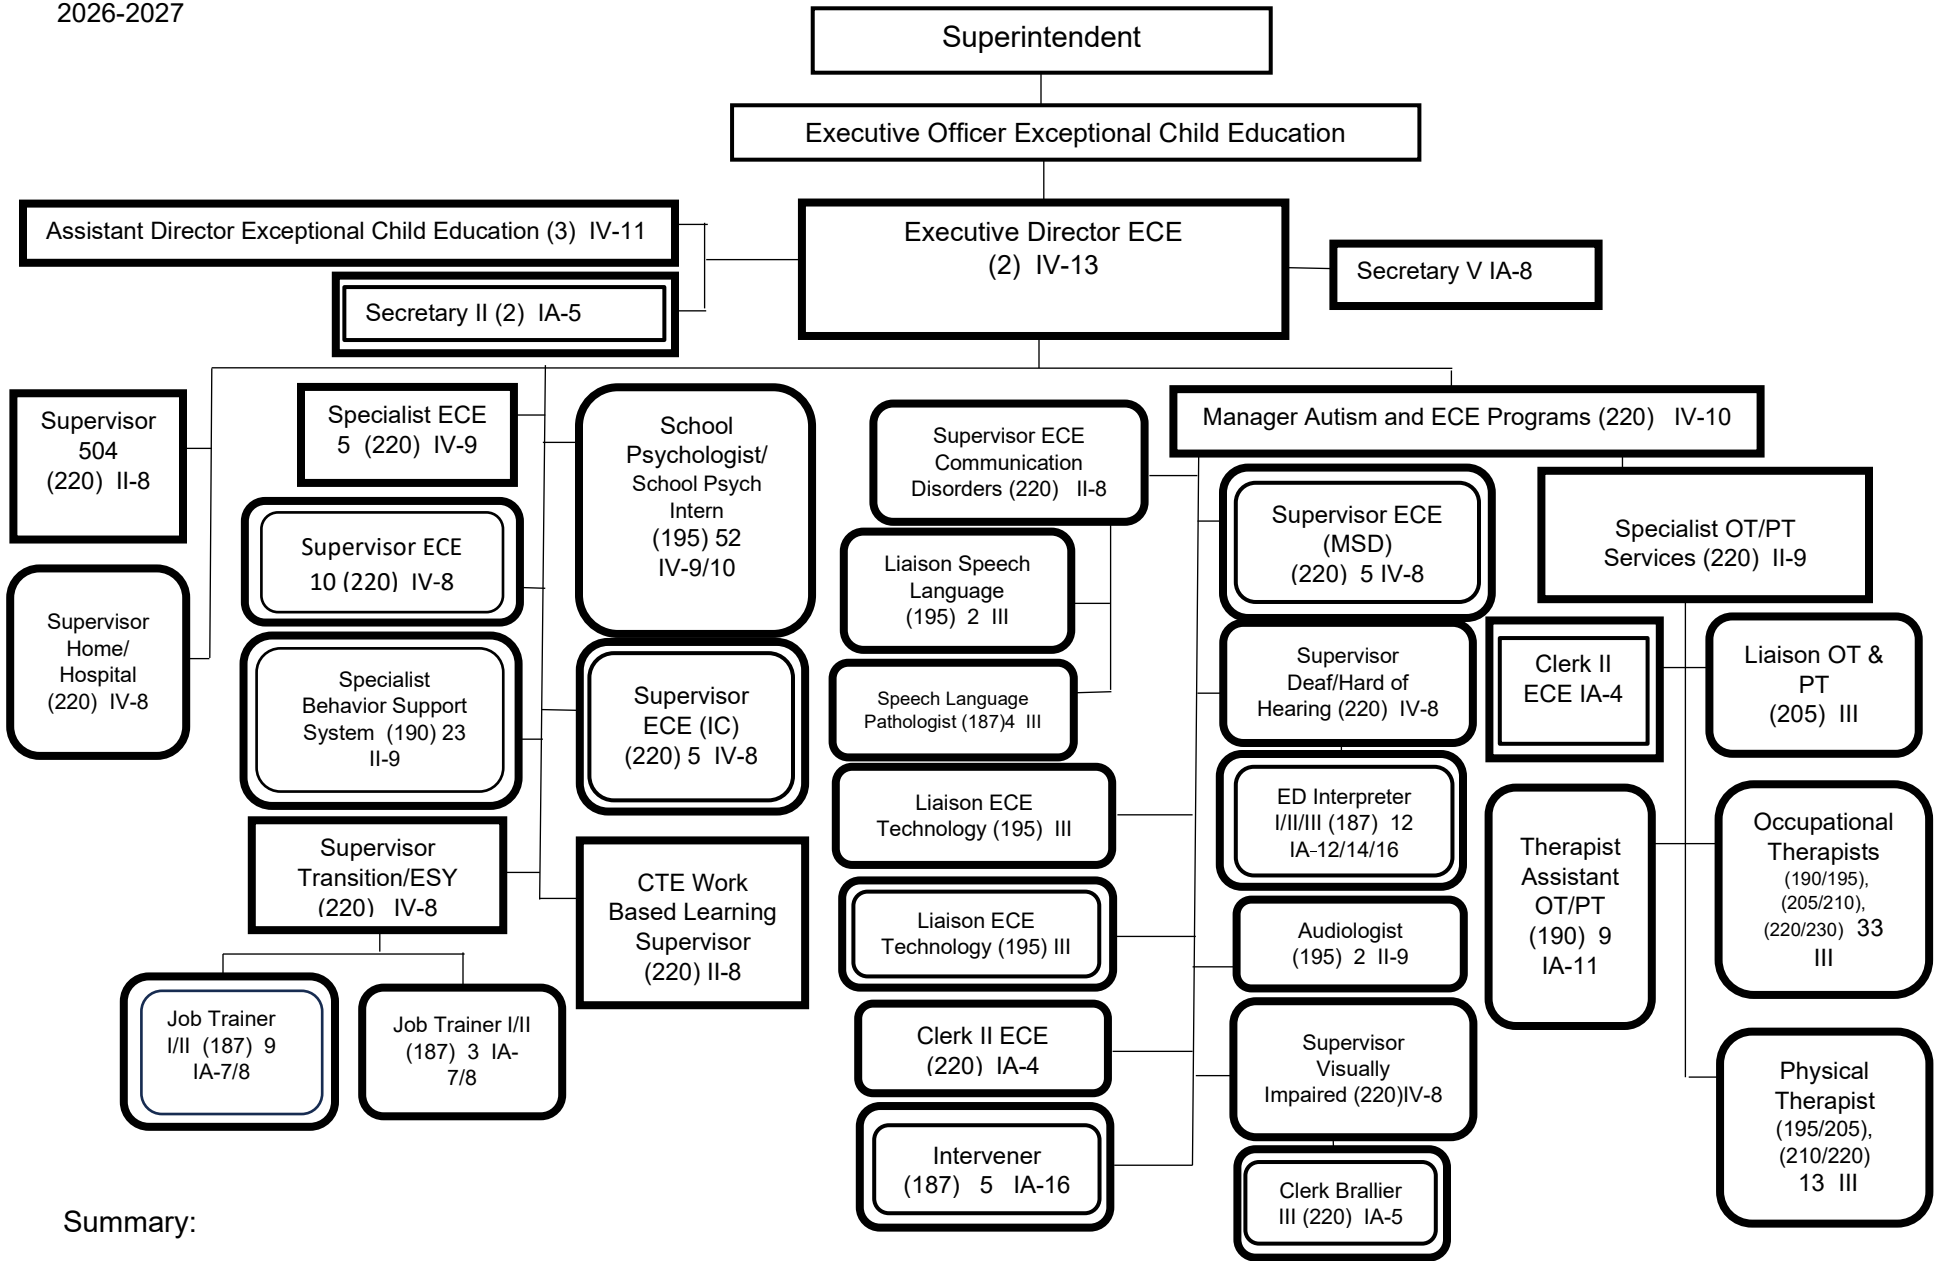 2026-2027
Superintendent
Executive Officer Exceptional Child Education
Assistant Director Exceptional Child Education (3)  IV-11
Executive Director ECE
(2)  IV-13
Secretary V IA-8
Secretary II (2)  IA-5
Supervisor
504
(220)  II-8
Specialist ECE
5  (220)  IV-9
School
Psychologist/
School Psych
Intern
(195) 52
IV-9/10
Supervisor ECE
Communication
Disorders (220)   II-8
Manager Autism and ECE Programs (220)   IV-10
Supervisor ECE
10 (220)  IV-8
Supervisor ECE
(MSD)
(220)  5 IV-8
Specialist OT/PT
Services (220)  II-9
Liaison Speech
Language
(195)  2  III
Supervisor
Home/
Hospital
(220)  IV-8
Specialist
Behavior Support
System  (190) 23
II-9
Supervisor
ECE (IC)
(220) 5  IV-8
Speech Language
Pathologist (187)4  III
Supervisor
Deaf/Hard of
Hearing (220)  IV-8
Clerk II
ECE IA-4
Liaison OT &
PT
(205)  III
Liaison ECE
Technology (195)  III
ED Interpreter
I/II/III (187)  12
IA-12/14/16
Therapist
Assistant
OT/PT
(190)  9
IA-11
Occupational
Therapists
(190/195),
(205/210),
(220/230)  33
III
Supervisor
Transition/ESY
(220)   IV-8
CTE Work
Based Learning
Supervisor
(220) II-8
Liaison ECE
Technology (195) III
Audiologist
(195)  2  II-9
Job Trainer
I/II  (187)  9
IA-7/8
Job Trainer I/II
(187)  3  IA-
7/8
Clerk II ECE
(220)  IA-4
Supervisor
Visually
Impaired (220)IV-8
Physical
Therapist
(195/205),
(210/220)
13  III
Intervener
(187)   5   IA-16
Clerk Brallier
III (220)  IA-5
Summary: